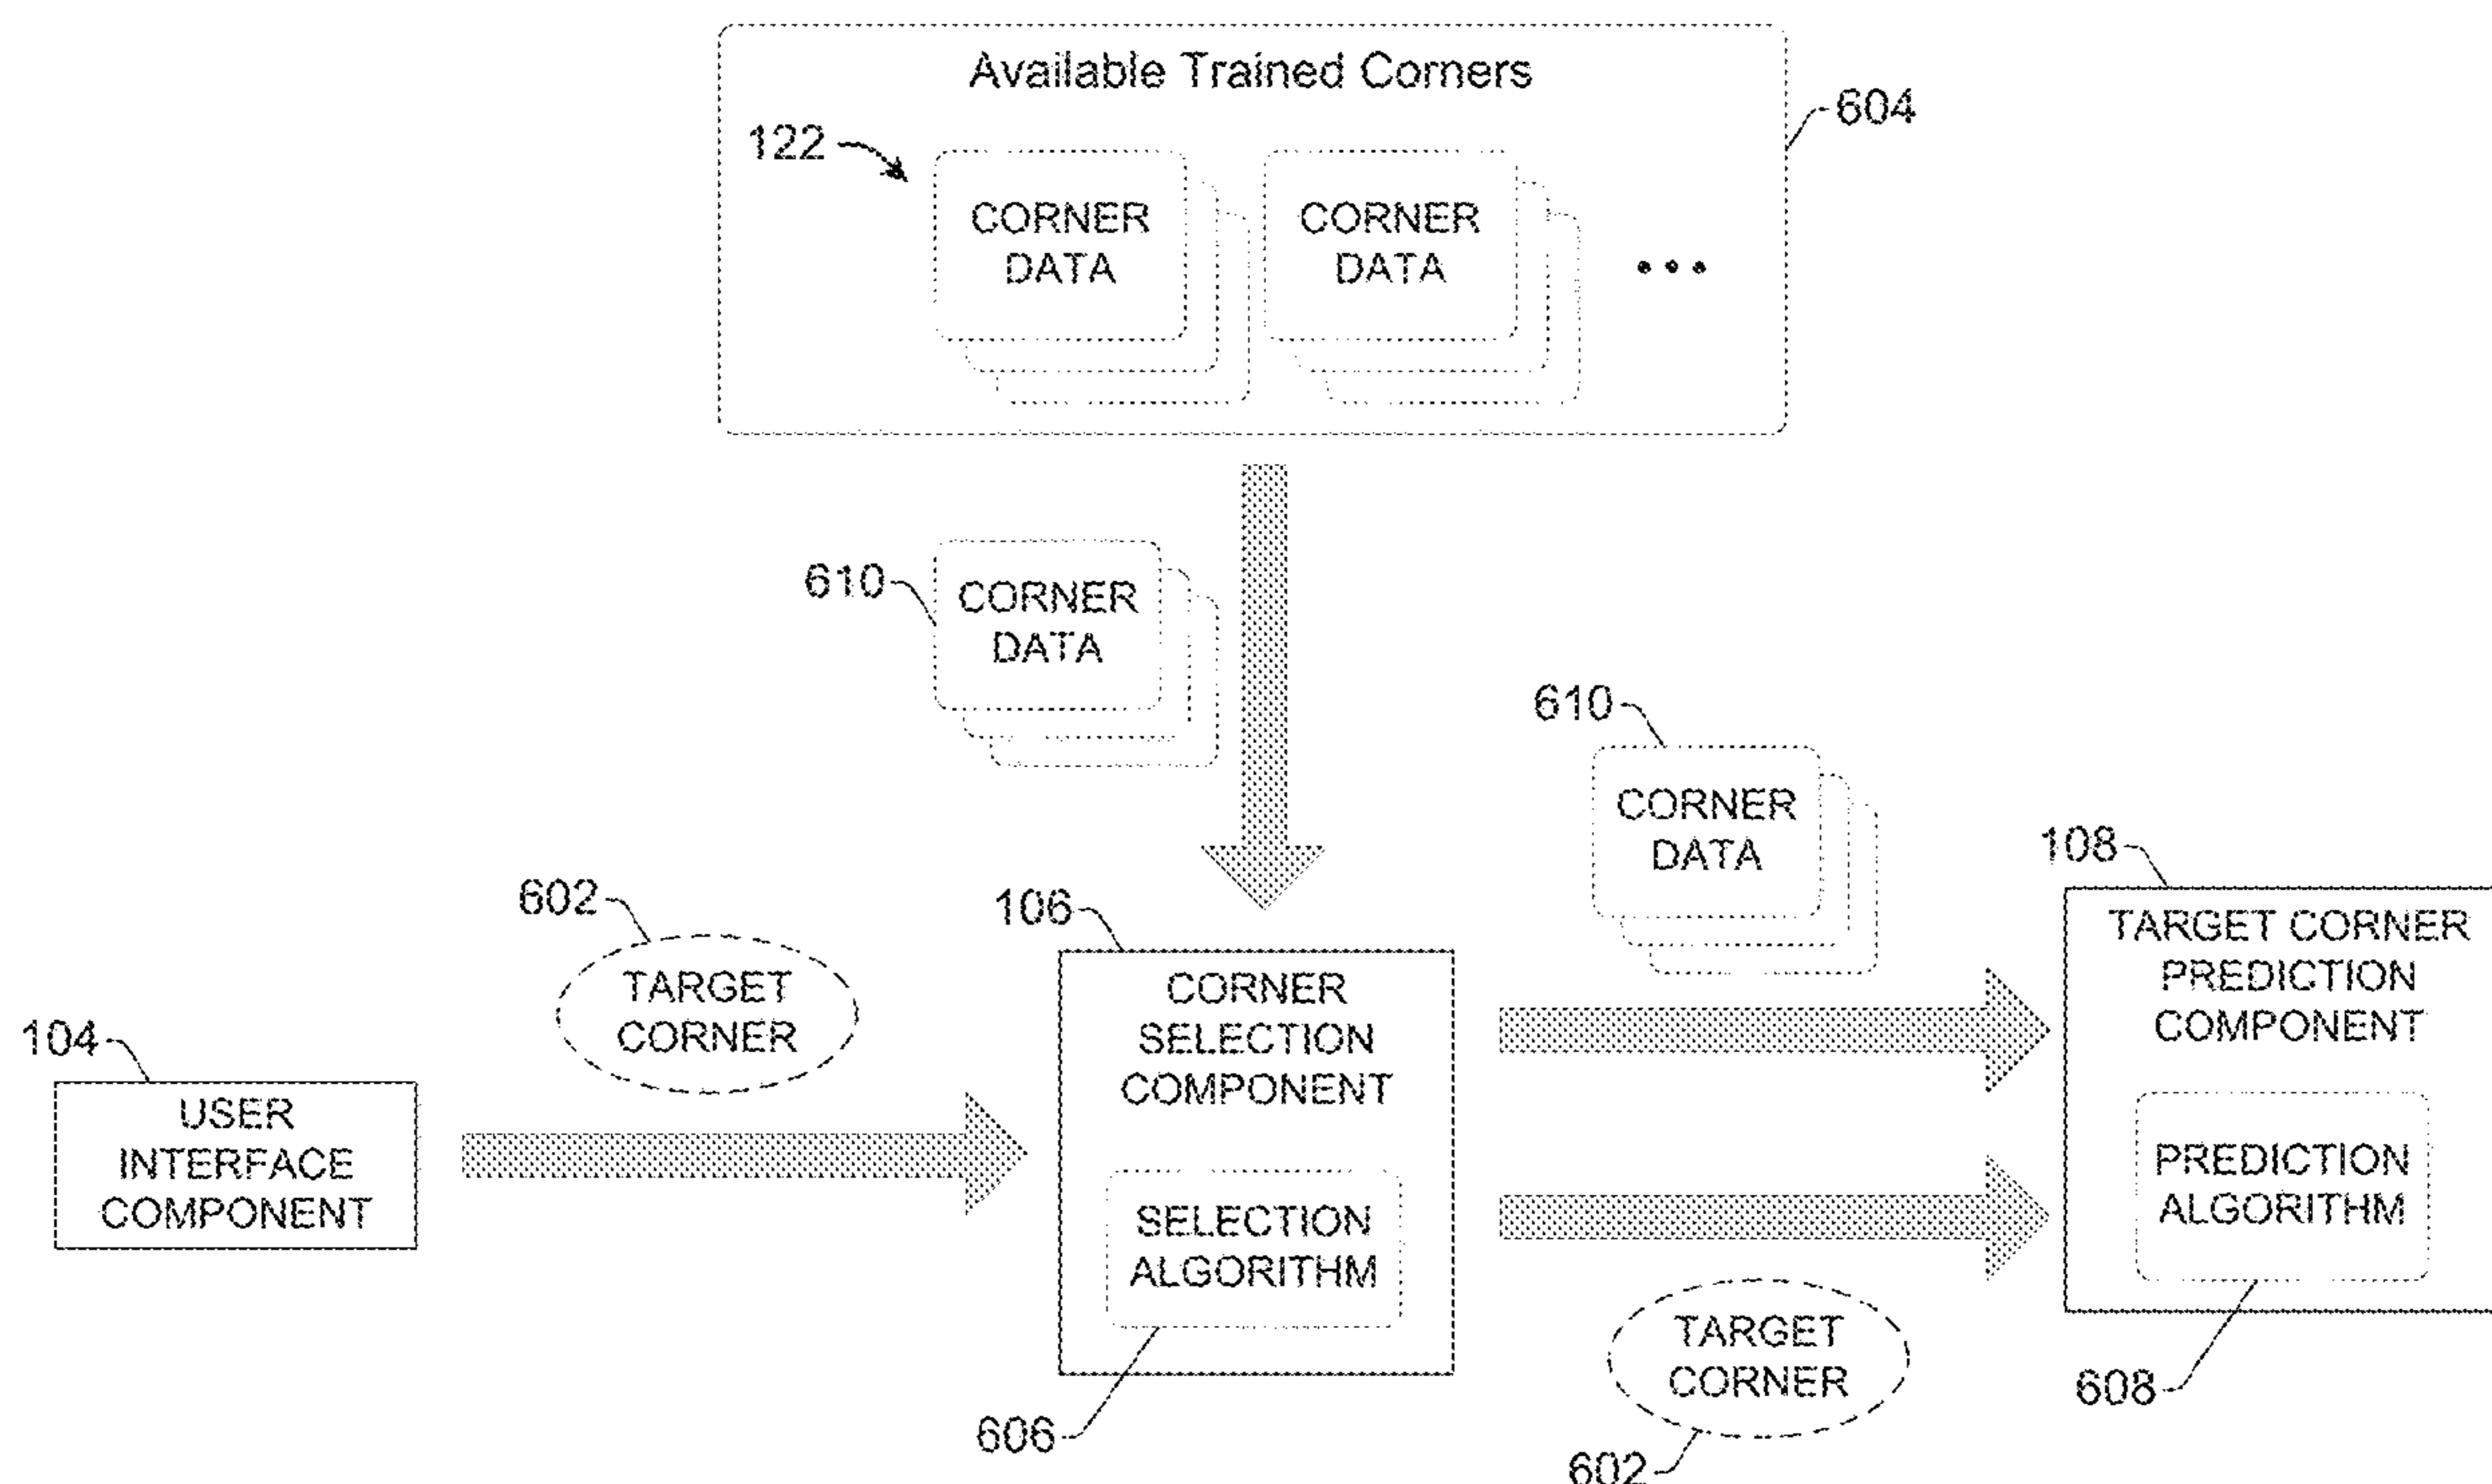 Available Trained Corners
604
122
CORNER
DATA
CORNER
DATA
...
610
CORNER
DATA
610
CORNER
DATA
108
602
106
TARGET CORNER
PREDICTION
COMPONENT
TARGET
CORNER
CORNER
SELECTION
COMPONENT
104
USER
INTERFACE
COMPONENT
PREDICTION
ALGORITHM
SELECTION
ALGORITHM
TARGET
CORNER
608
606
602